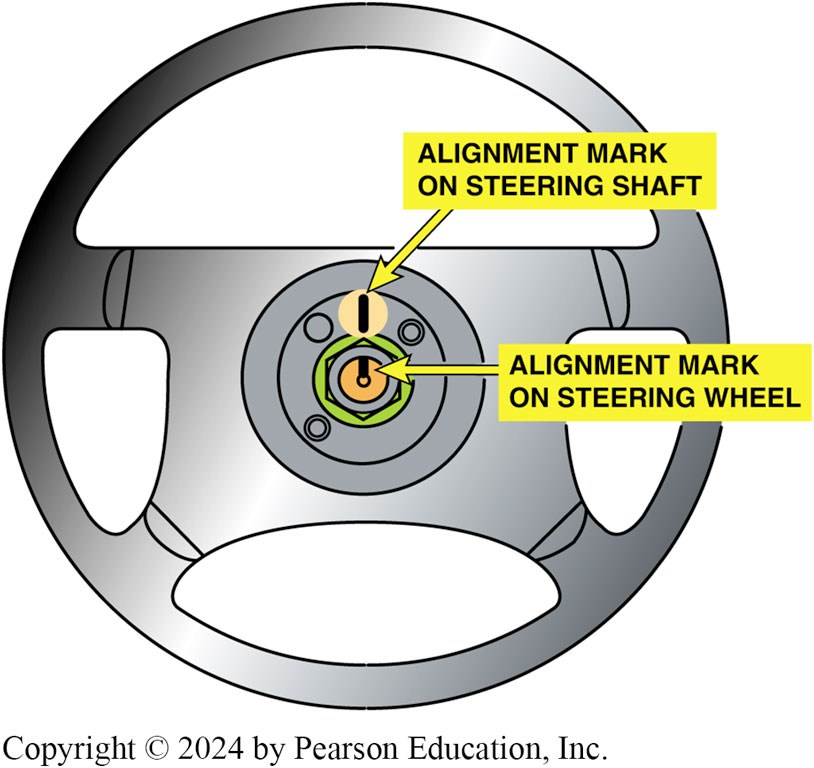 ALIGNMENT MARK
ON STEERING SHAFT
ALIGNMENT MARK
ON STEERING WHEEL
Copyright © 2024 by Pearson Education, Inc.